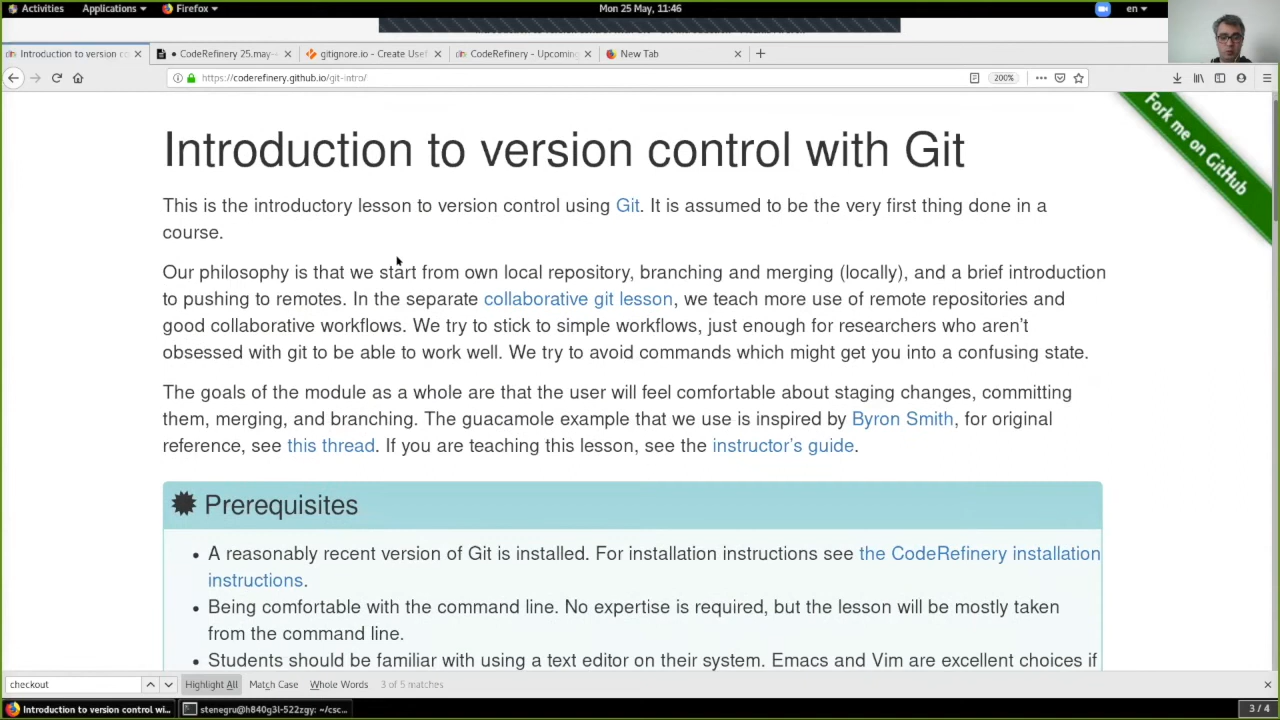 Activities Applications Firefox Mon 25 May, 11:46 en
Introduction to version co CodeRefinery 25.may- gitignore.io - Create Usef CodeRefinery - Upcoming New Tab
https://coderefinery.github.io/git-intro/ 200%
Fork me on GitHub
Introduction to version control with Git
This is the introductory lesson to version control using Git. It is assumed to be the very first thing done in a
course.
Our philosophy is that we start from own local repository, branching and merging (locally), and a brief introduction
to pushing to remotes. In the separate collaborative git lesson, we teach more use of remote repositories and
good collaborative workflows. We try to stick to simple workflows, just enough for researchers who aren't
obsessed with git to be able to work well. We try to avoid commands which might get you into a confusing state.
The goals of the module as a whole are that the user will feel comfortable about staging changes, committing
them, merging, and branching. The guacamole example that we use is inspired by Byron Smith, for original
reference, see this thread. If you are teaching this lesson, see the instructor's guide.
Prerequisites
• A reasonably recent version of Git is installed. For installation instructions see the CodeRefinery installation
instructions.
• Being comfortable with the command line. No expertise is required, but the lesson will be mostly taken
from the command line.
• Students should be familiar with using a text editor on their system. Emacs and Vim are excellent choices if
checkout Highlight All Match Case Whole Words 3 of 5 matches
Introduction to version control wi... stenegru@h840g3l-522zgy: ~/csc... 3 / 4